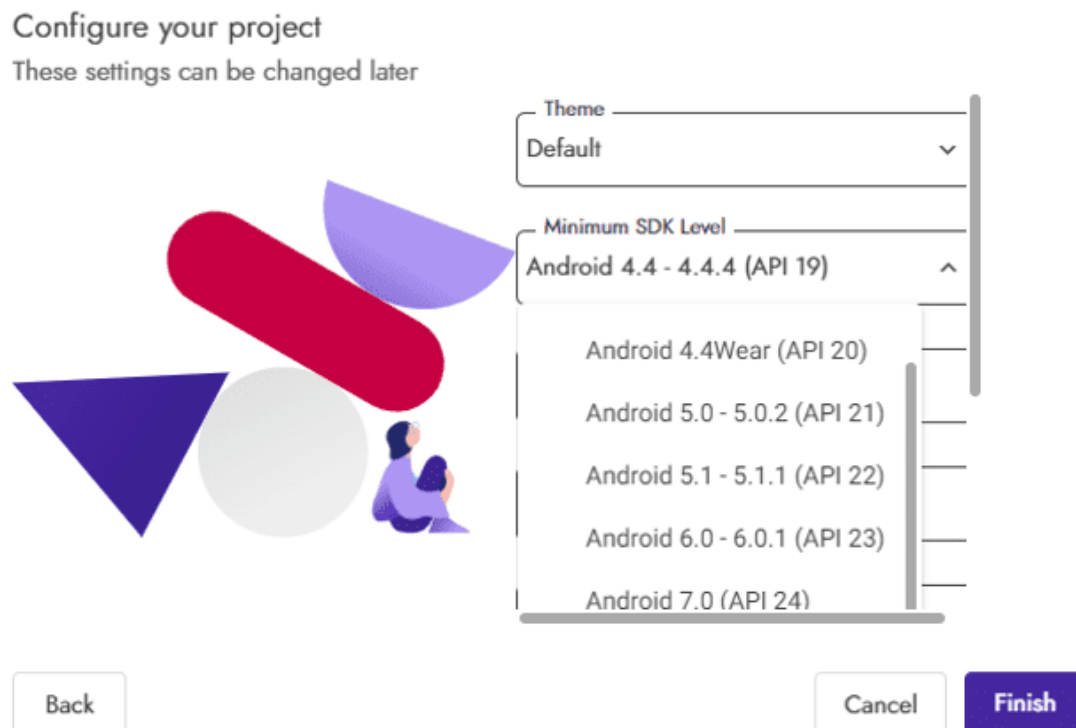 Configure your project
These settings can be changed later
Theme
Default
Minimum SDK Level
Android 4.4 - 4.4.4 (API 19)
Android 4.4Wear (API 20)
Android 5.0 - 5.0.2 (API 21)
Android 5.1 - 5.1.1 (API 22)
Android 6.0 - 6.0.1 (API 23)
Android 7.0 (API 24)
Back
Cancel
Finish